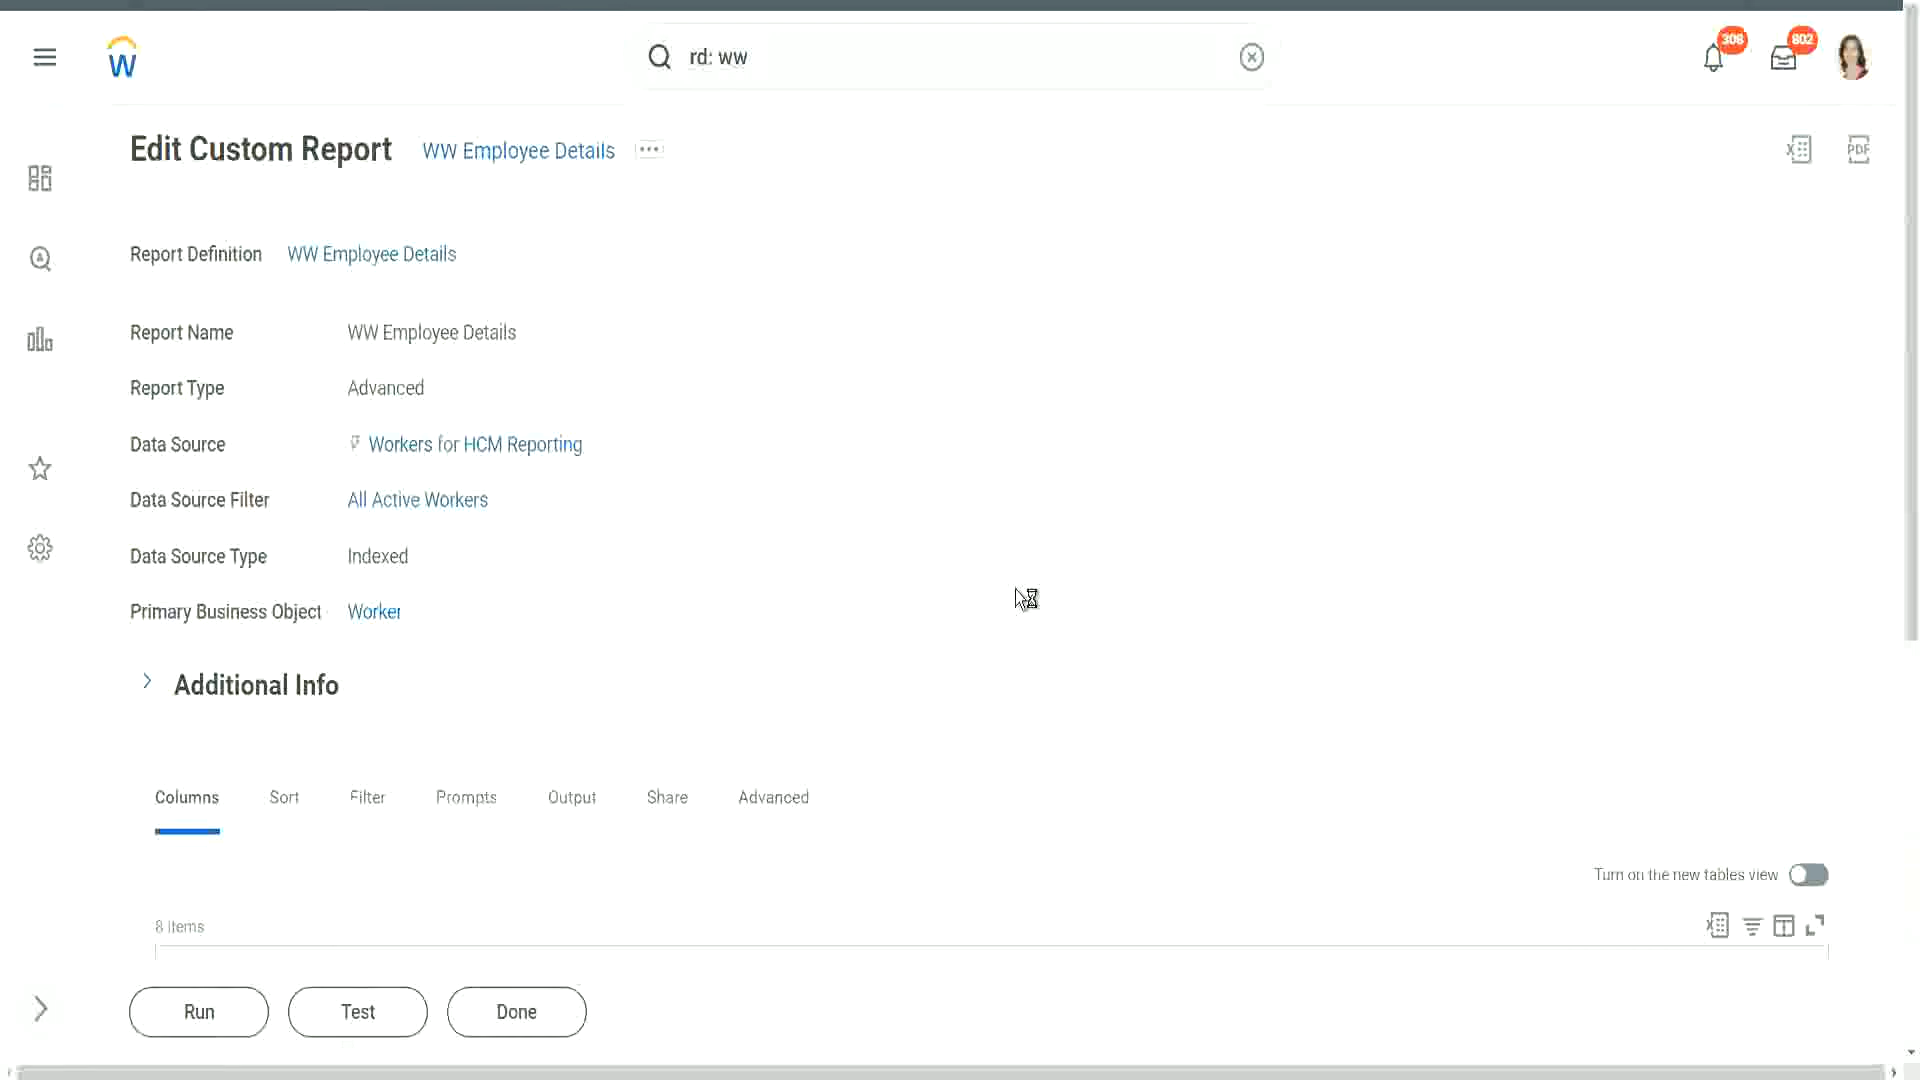 rd: ww
308
802
Edit Custom Report WW Employee Details
PDF
Report Definition WW Employee Details
Report Name WW Employee Details
Report Type Advanced
Data Source Workers for HCM Reporting
Data Source Filter All Active Workers
Data Source Type Indexed
Primary Business Object Worker
Additional Info
Columns Sort Filter Prompts Output Share Advanced
Turn on the new tables view
8 items
Run Test Done